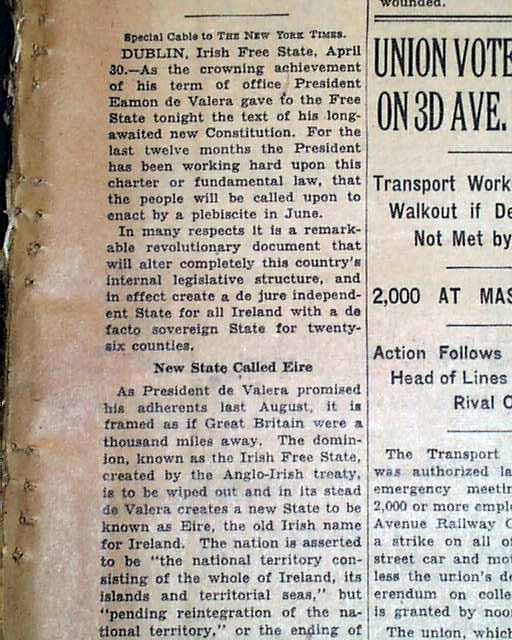 Special Cable to THE NEW YORK TIMES.
DUBLIN, Irish Free State, April
30.—As the crowning achievement
of his term of office President
Eamon de Valera gave to the Free
State tonight the text of his long-
awaited new Constitution. For the
last twelve months the President
has been working hard upon this
charter or fundamental law, that
the people will be called upon to
enact by a plebiscite in June.
In many respects it is a remark-
able revolutionary document that
will alter completely this country's
internal legislative structure, and
in effect create a de jure independ-
ent State for all Ireland with a de
facto sovereign State for twenty-
six counties.
New State Called Eire
As President de Valera promised
his adherents last August, it is
framed as if Great Britain were a
thousand miles away. The domin-
ion, known as the Irish Free State,
created by the Anglo-Irish treaty,
is to be wiped out and in its stead
de Valera creates a new State to be
known as Eire, the old Irish name
for Ireland. The nation is asserted
to be "the national territory con-
sisting of the whole of Ireland, its
islands and territorial seas," but
"pending reintegration of the na-
tional territory," or the ending of
wounded.
UNION VOTE
ON 3D AVE.
Transport Work
Walkout if De
Not Met by
2,000 AT MAS
Action Follows
Head of Lines
Rival C
The Transport
was authorized la
emergency meetin
2,000 or more emplo
Avenue Railway C
a strike on all of
street car and mot
less the union's de
erendum on colle
is granted by noon
The union, which